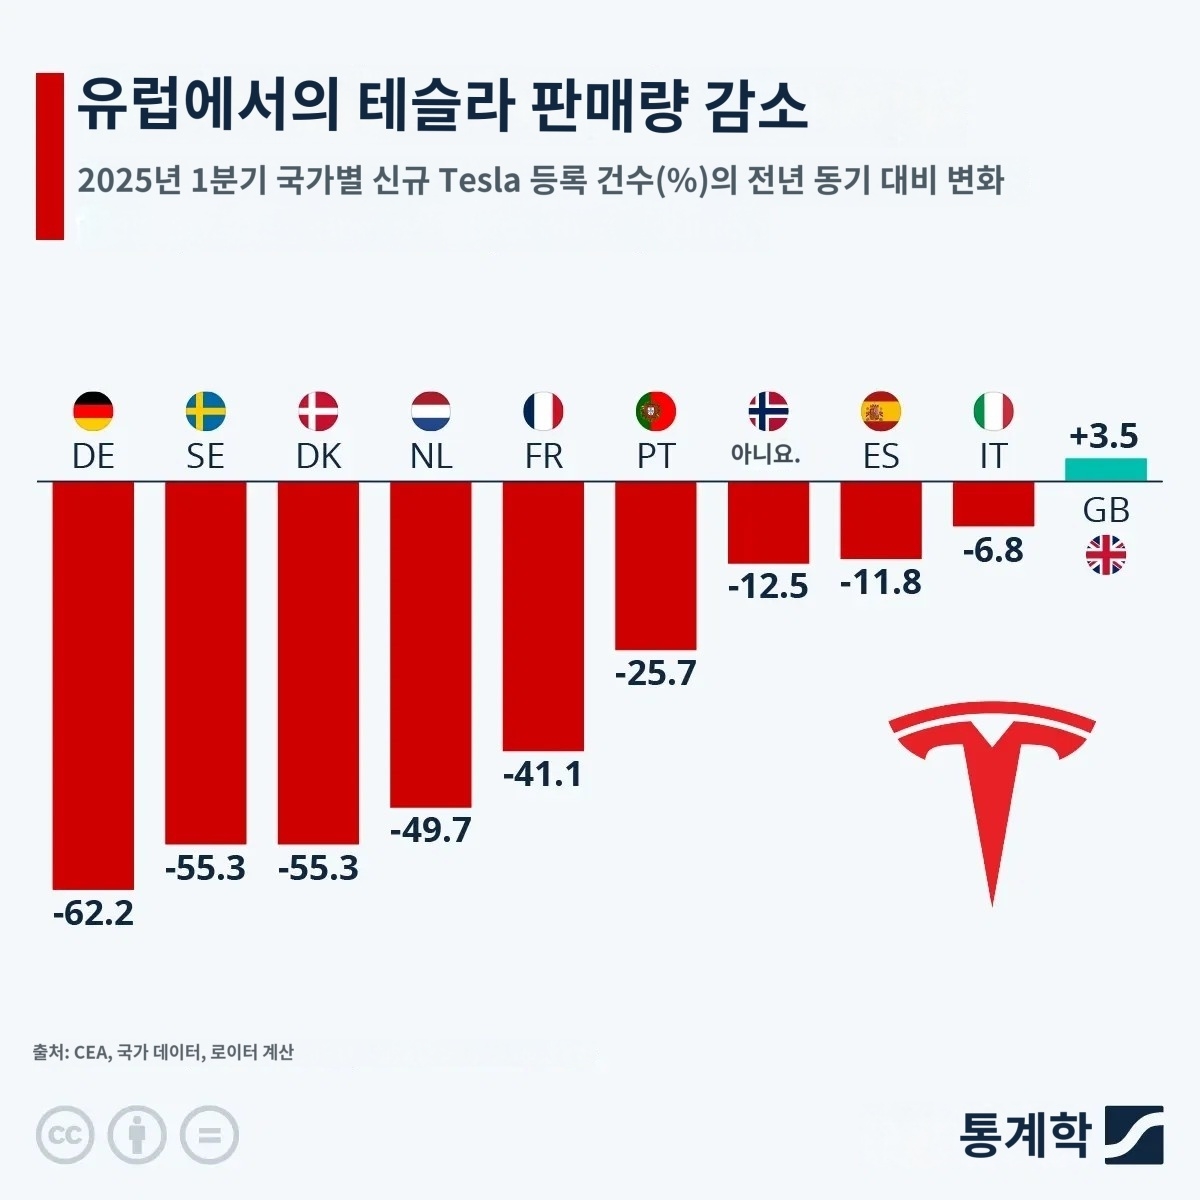 유럽에서의 테슬라 판매량 감소
2025년 1분기 국가별 신규 Tesla 등록 건수(%)의 전년 동기 대비 변화
DE SE DK NL FR PT 아니요. ES IT +3.5
GB
-62.2 -55.3 -55.3 -49.7 -41.1 -25.7 -12.5 -11.8 -6.8
출처: CEA, 국가 데이터, 로이터 계산
cc
통계학